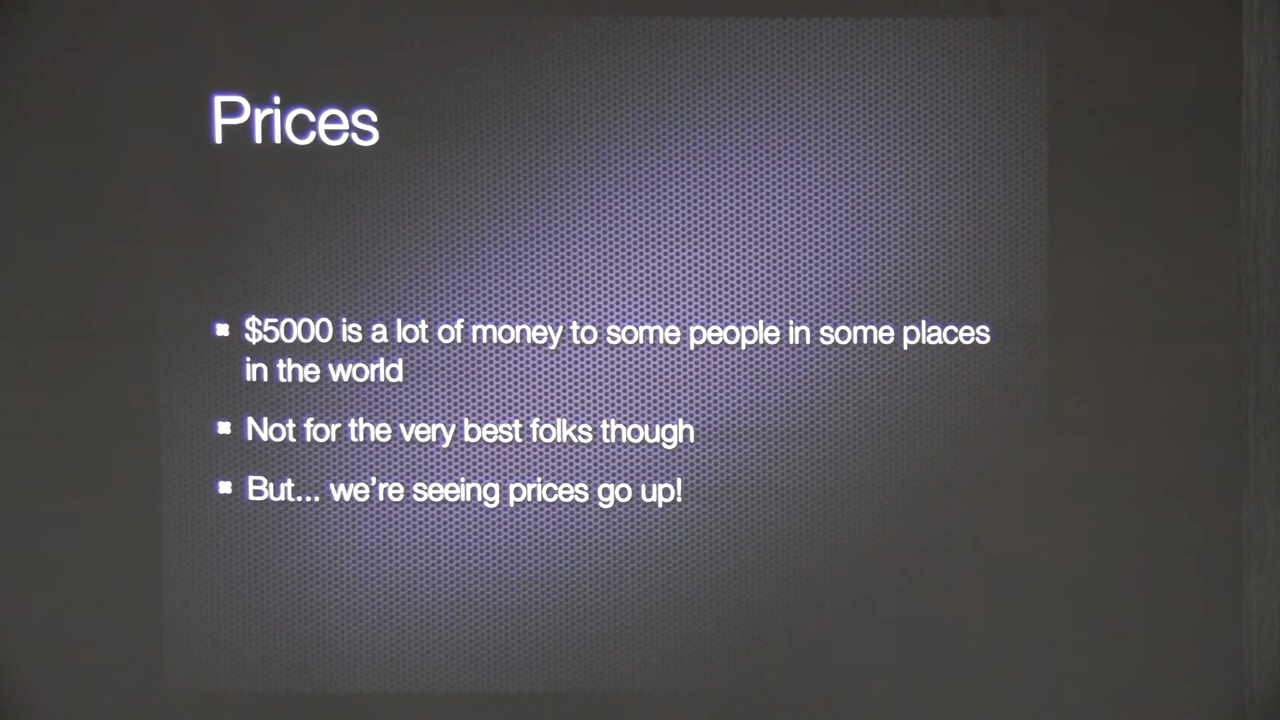 Prices
$5000 is a lot of money to some people in some places
in the world
Not for the very best folks though
But... we're seeing prices go up!